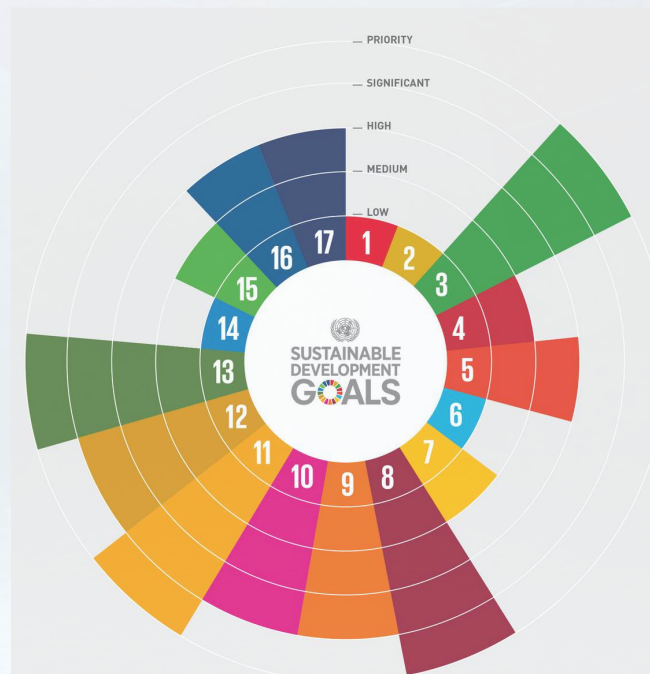 PRIORITY
SIGNIFICANT
HIGH
MEDIUM
LOW
1
2
3
4
5
6
7
8
9
10
11
12
13
14
15
16
17
SUSTAINABLE
DEVELOPMENT
GOALS